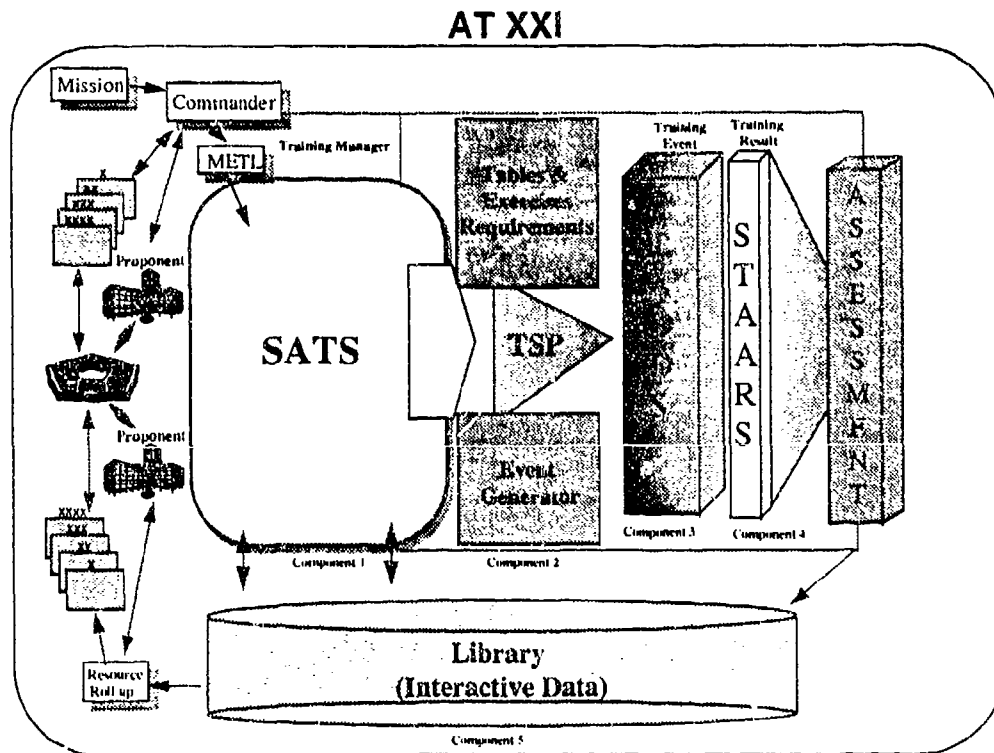 AT XXI
Mission
Commander
METL
Training Manager
Tables &
Exercises
Requirements
Training
Event
Training
Result
X
XX
XXX
XXXX
Proponent
SATS
TSP
STAARS
ASSESSMENT
Proponent
Event
Generator
XXXX
XXX
XX
X
Component 1
Component 2
Component 3
Component 4
Library
(Interactive Data)
Resource
Roll up
Component 5